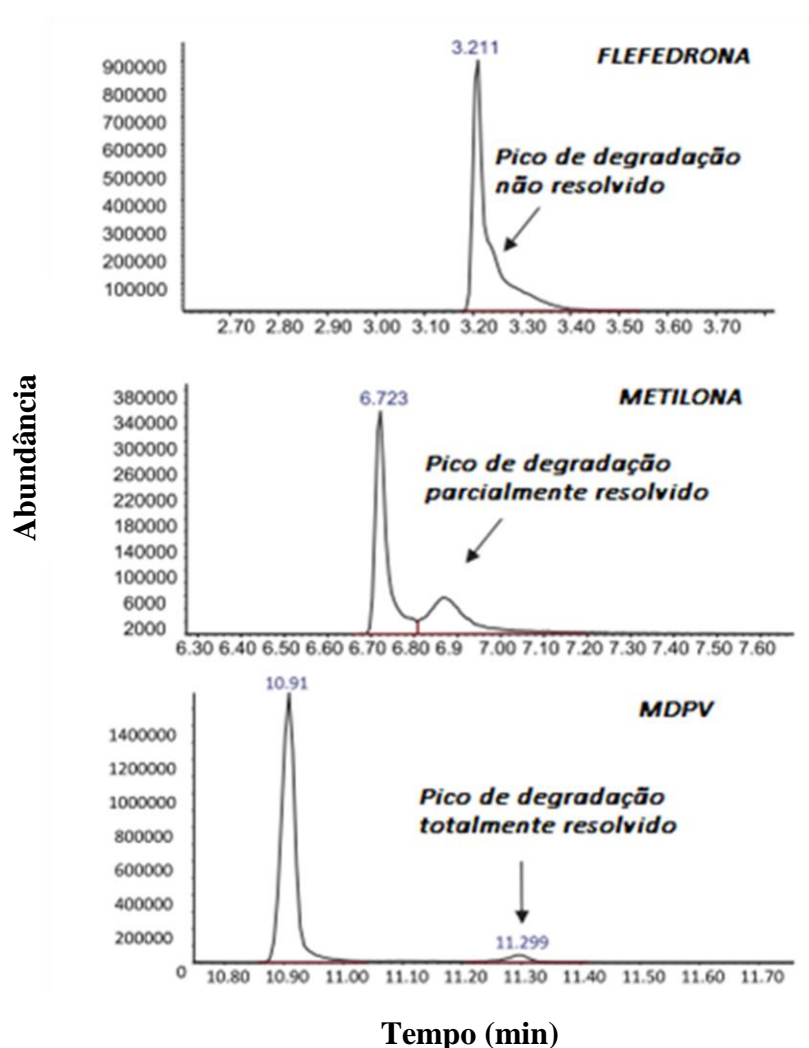 Abundância
3.211
FLEFEDRONA
900000
800000
700000
600000
500000
400000
300000
200000
100000
Pico de degradação
não resolvido
2.70 2.80 2.90 3.00 3.10 3.20 3.30 3.40 3.50 3.60 3.70
6.723
METILONA
380000
340000
300000
260000
220000
180000
140000
100000
6000
2000
Pico de degradação
parcialmente resolvido
6.30 6.40 6.50 6.60 6.70 6.80 6.9 7.00 7.10 7.20 7.30 7.40 7.50 7.60
10.91
MDPV
1400000
1200000
1000000
800000
600000
400000
200000
0
Pico de degradação
totalmente resolvido
11.299
10.80 10.90 11.00 11.10 11.20 11.30 11.40 11.50 11.60 11.70
Tempo (min)